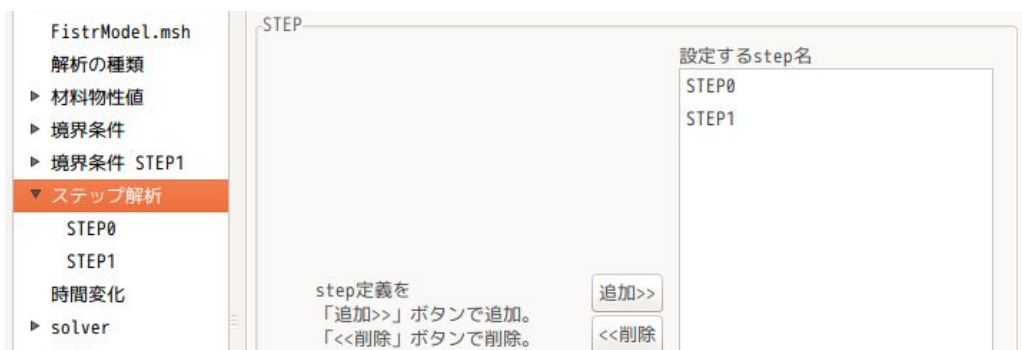 FistrModel.msh
解析の種類
材料物性値
境界条件
境界条件 STEP1
ステップ解析
STEP0
STEP1
時間変化
solver
STEP
設定するstep名
STEP0
STEP1
step定義を
「追加>>」ボタンで追加。
「<<削除」ボタンで削除。
追加>>
<<削除